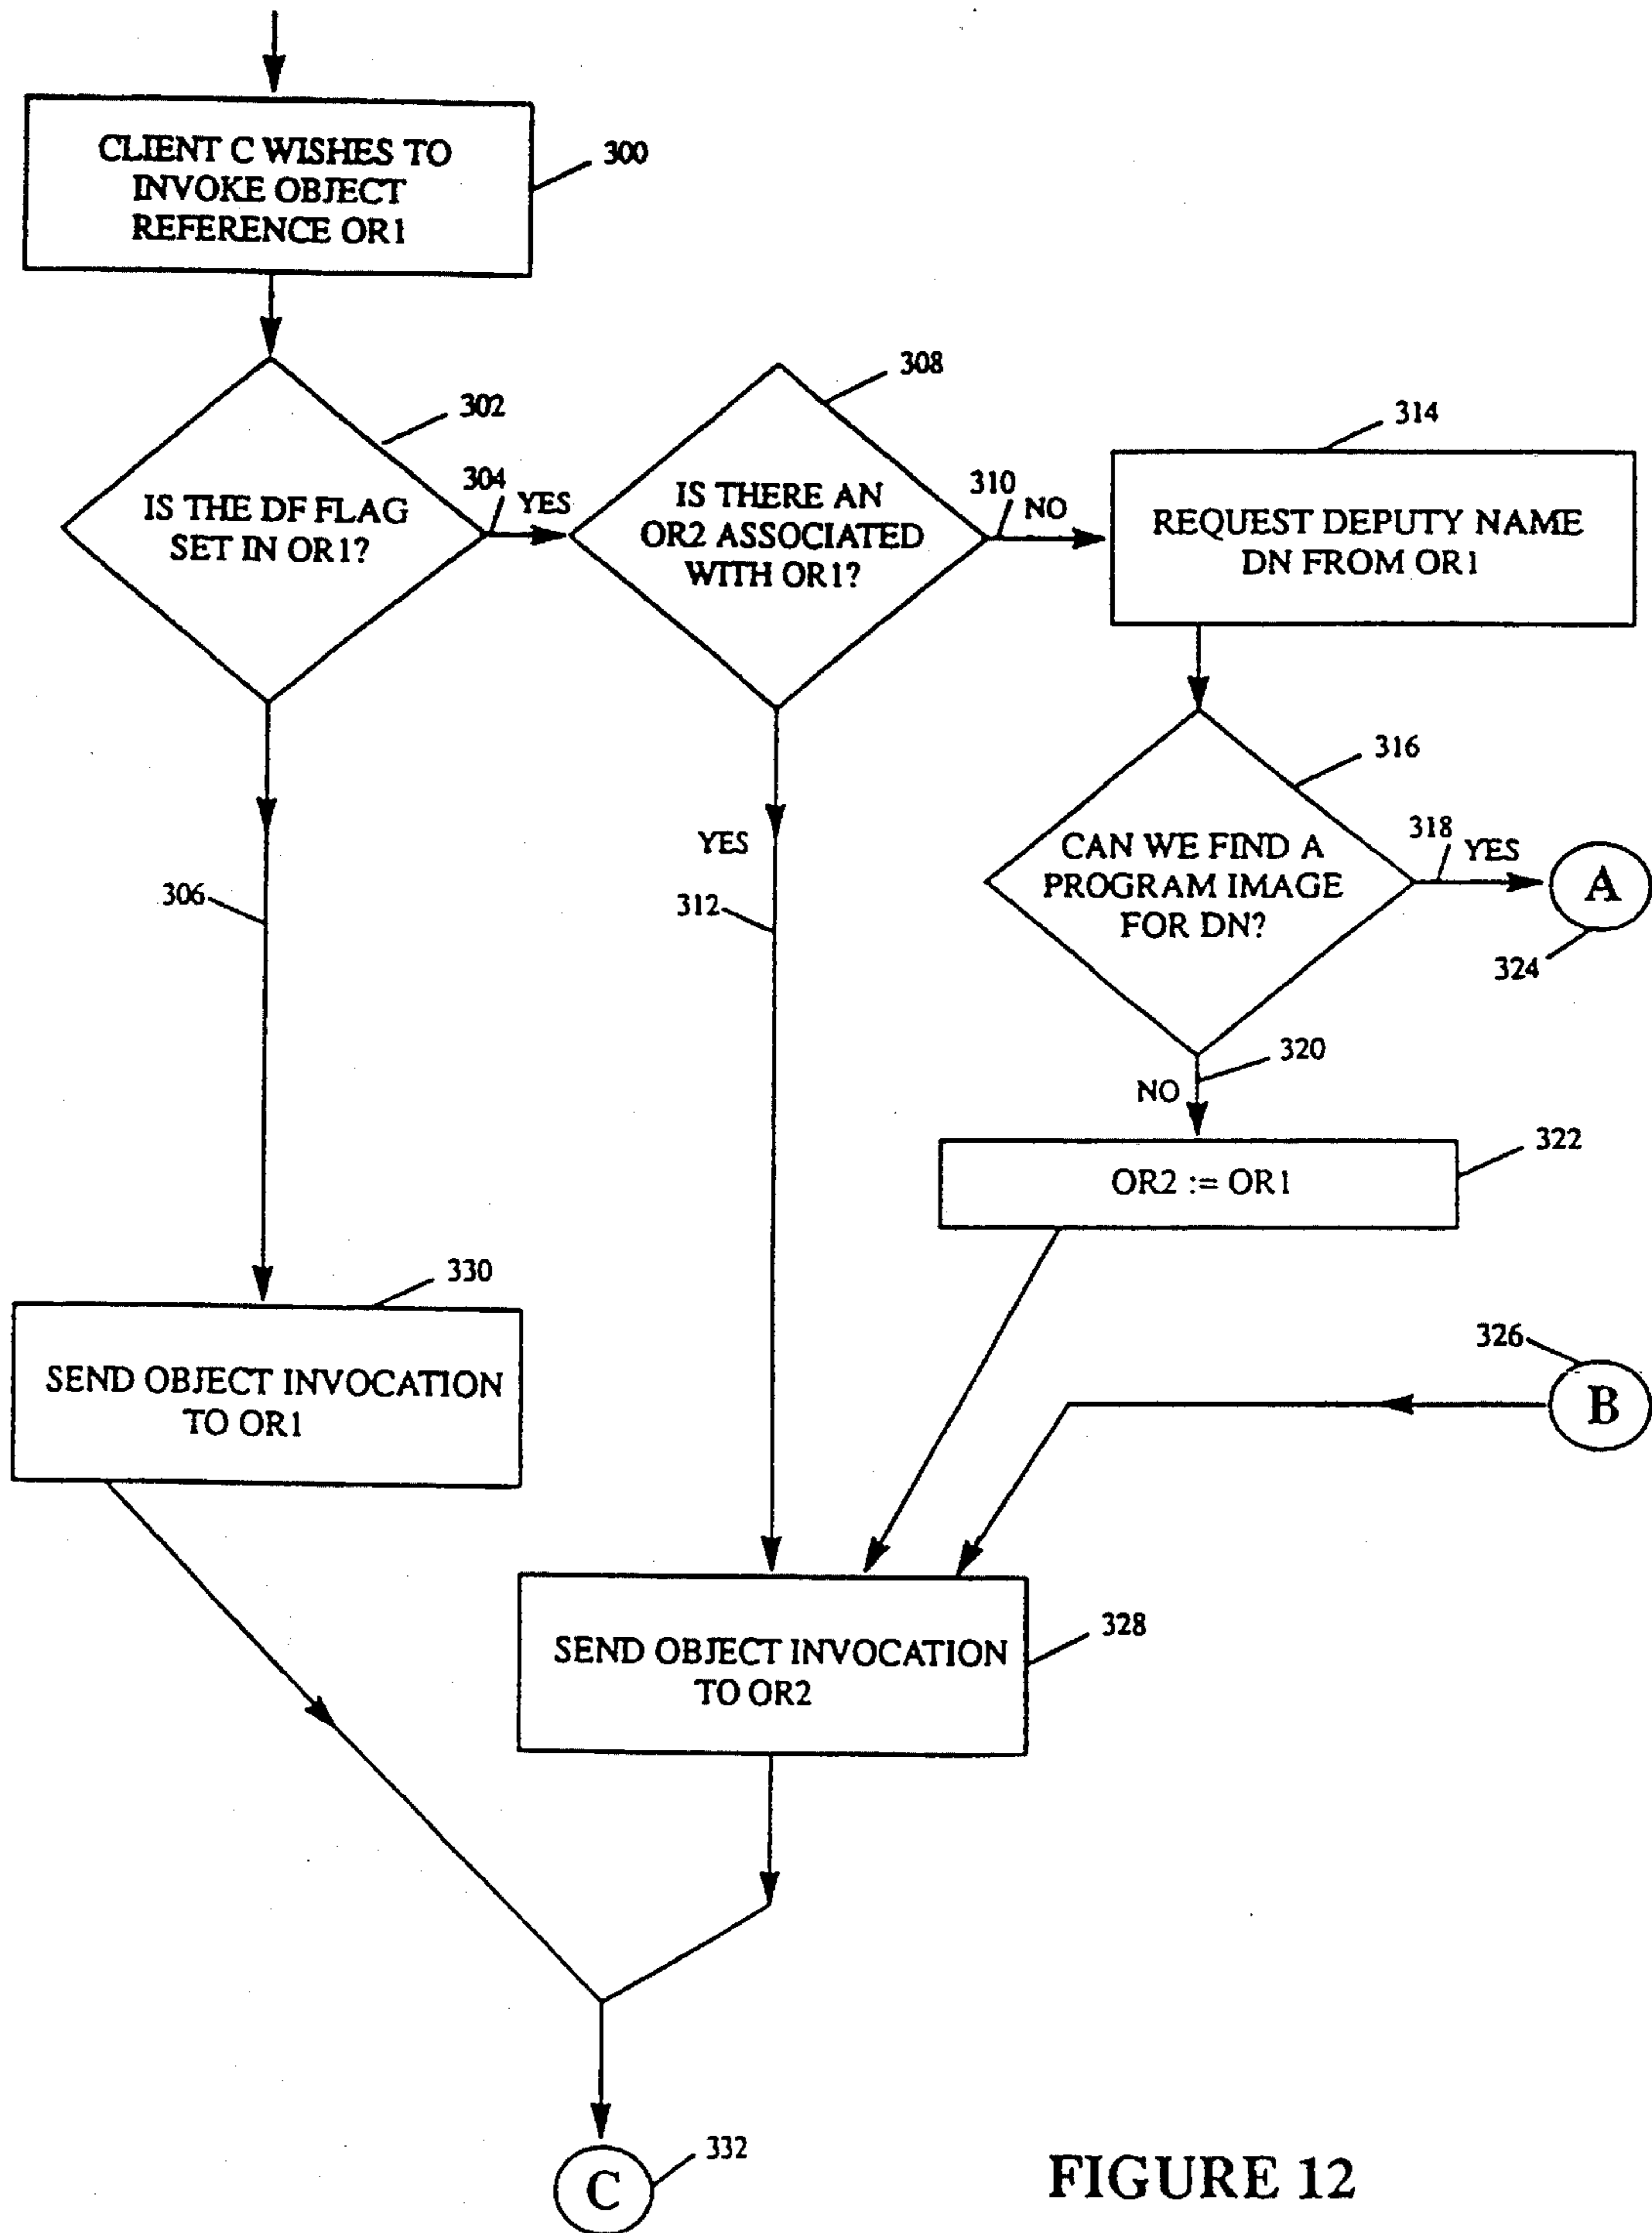 CLIENT C WISHES TO
INVOKE OBJECT
REFERENCE OR1
300
302
IS THE DF FLAG
SET IN OR1?
304
YES
308
IS THERE AN
OR2 ASSOCIATED
WITH OR1?
310
NO
314
REQUEST DEPUTY NAME
DN FROM OR1
316
CAN WE FIND A
PROGRAM IMAGE
FOR DN?
318
YES
A
324
306
YES
312
320
NO
322
OR2 := OR1
330
SEND OBJECT INVOCATION
TO OR1
326
B
328
SEND OBJECT INVOCATION
TO OR2
C
332
FIGURE 12